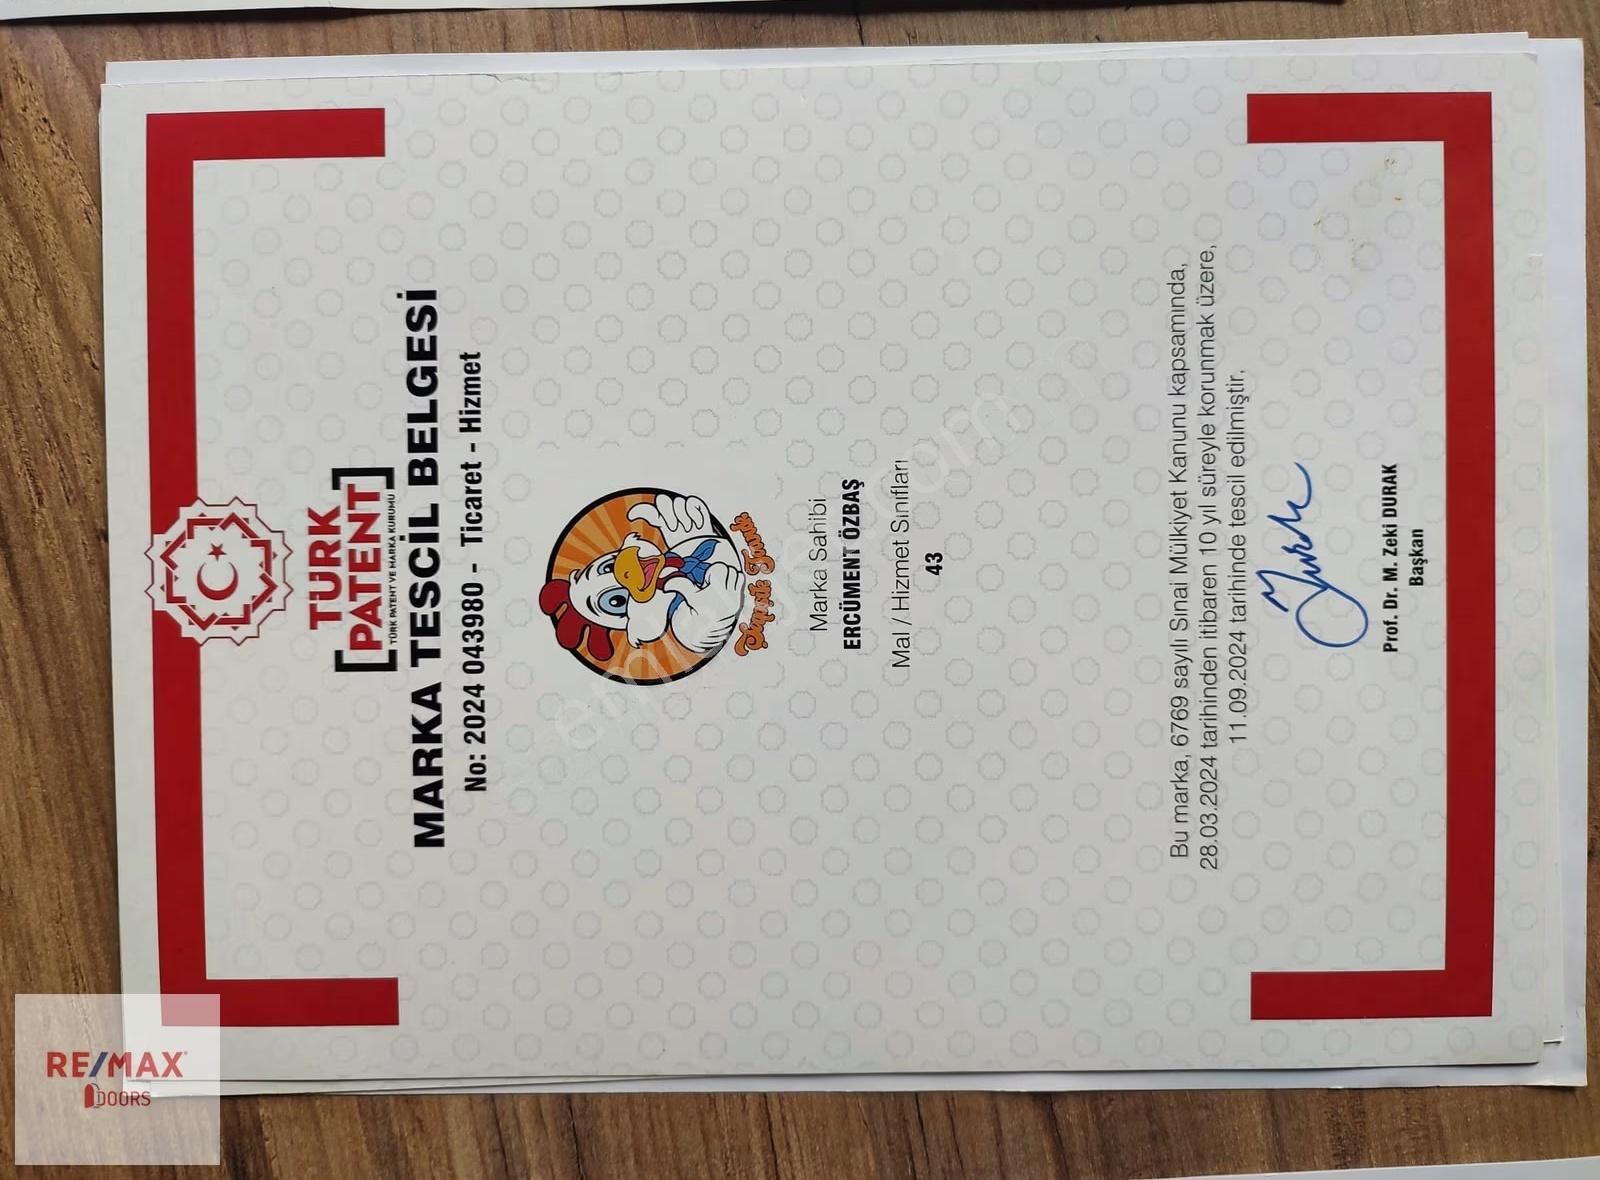 TÜRK
PATENT
TÜRK PATENT VE MARKA KURUMU
MARKA TESCİL BELGESİ
No: 2024 043980 - Ticaret - Hizmet
Marka Sahibi
ERCÜMENT ÖZBAŞ
Mal / Hizmet Sınıfları
43
Bu marka, 6769 sayılı Sınai Mülkiyet Kanunu kapsamında,
28.03.2024 tarihinden itibaren 10 yıl süreyle korunmak üzere,
11.09.2024 tarihinde tescil edilmiştir.
Prof. Dr. M. Zeki DURAK
Başkan
RE/MAX
DOORS